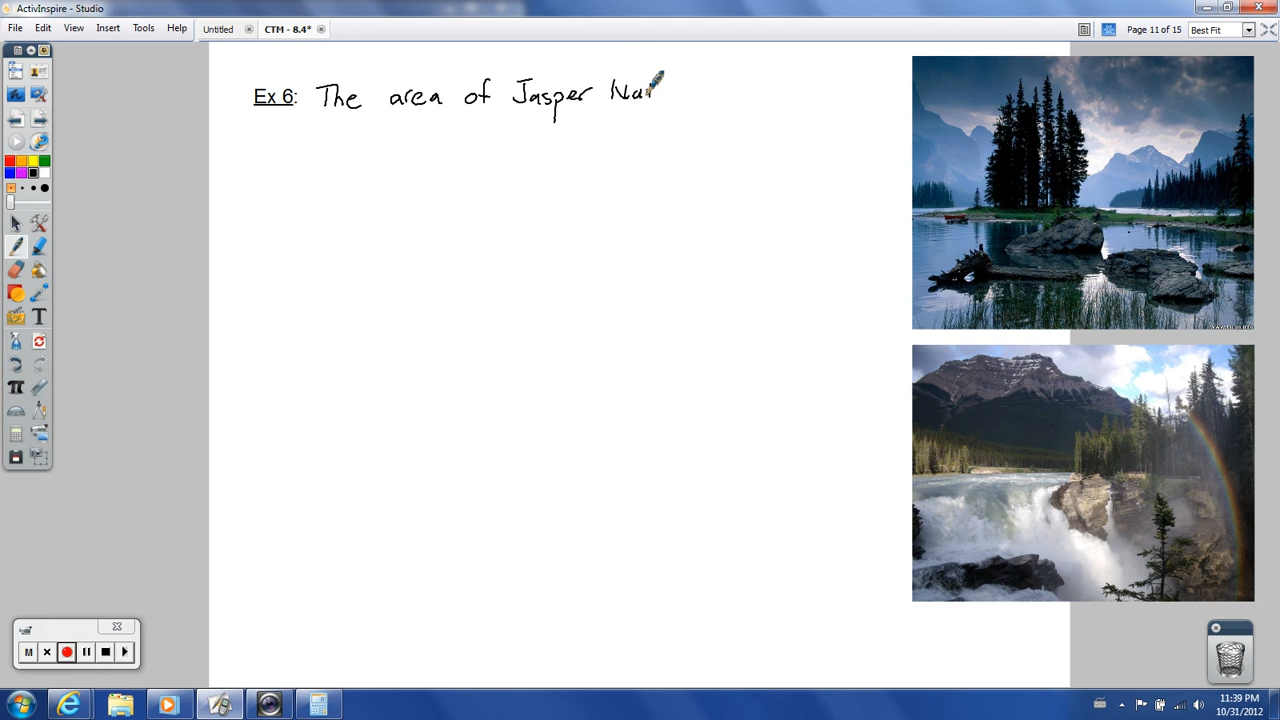 ActivInspire - Studio
File Edit View Insert Tools Help
Untitled CTM - 8.4*
Page 11 of 15 Best Fit
Ex 6: The area of Jasper Na
M
T
11:39 PM
10/31/2012